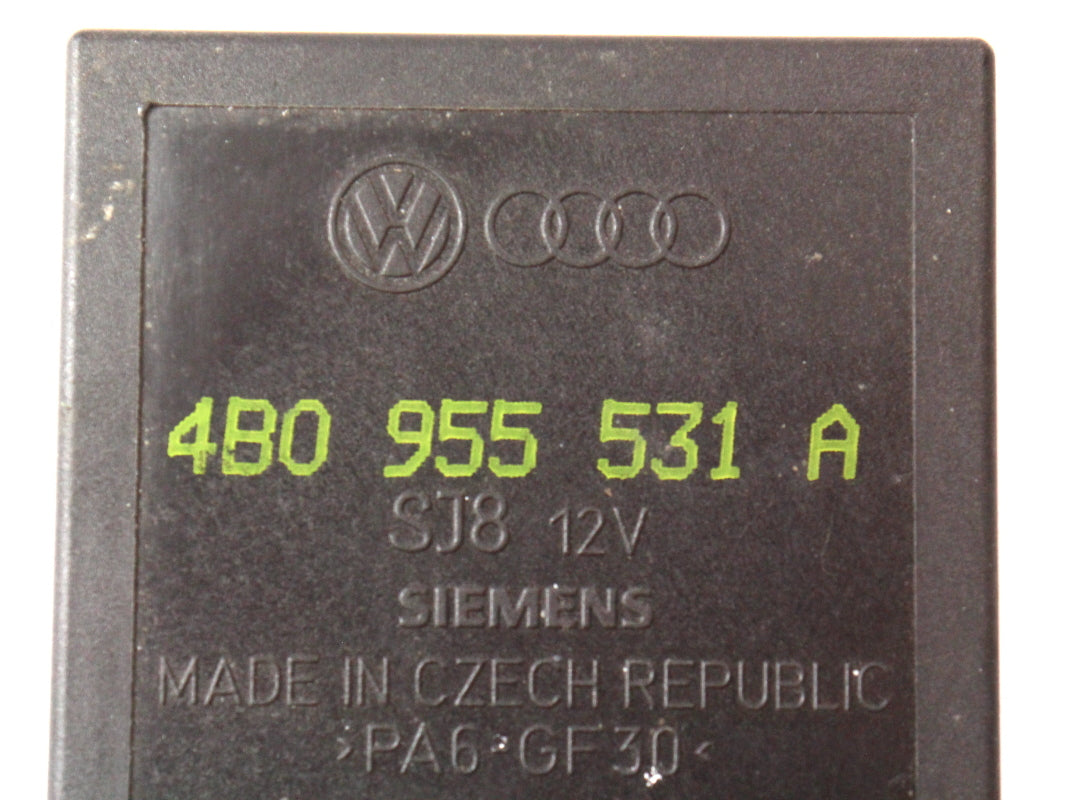 4B0 955 531 A
SJ8 12V
SIEMENS
MADE IN CZECH REPUBLIC
>PA6-GF30<